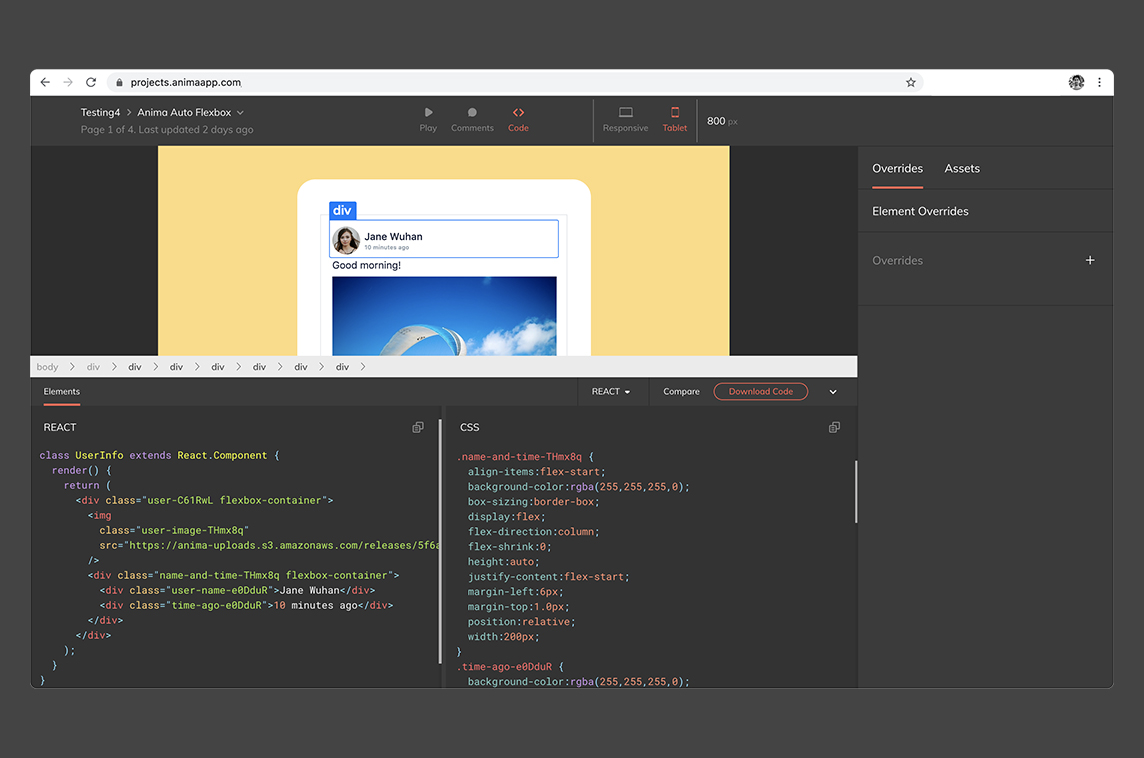 projects.animaapp.com
Testing4 > Anima Auto Flexbox
Page 1 of 4. Last updated 2 days ago
Play
Comments
Code
Responsive
Tablet
800 px
div
Jane Wuhan
10 minutes ago
Good morning!
Overrides
Assets
Element Overrides
Overrides
+
body > div > div > div > div > div > div > div >
Elements
REACT
Compare
Download Code
REACT
class UserInfo extends React.Component {
render() {
return (
<div class="user-C61RwL flexbox-container">
<img
class="user-image-THmx8q"
src="https://anima-uploads.s3.amazonaws.com/releases/5f6a
/>
<div class="name-and-time-THmx8q flexbox-container">
<div class="user-name-e0DduR">Jane Wuhan</div>
<div class="time-ago-e0DduR">10 minutes ago</div>
</div>
</div>
);
}
}
CSS
.name-and-time-THmx8q {
align-items:flex-start;
background-color:rgba(255,255,255,0);
box-sizing:border-box;
display:flex;
flex-direction:column;
flex-shrink:0;
height:auto;
justify-content:flex-start;
margin-left:6px;
margin-top:1.0px;
position:relative;
width:200px;
}
.time-ago-e0DduR {
background-color:rgba(255,255,255,0);